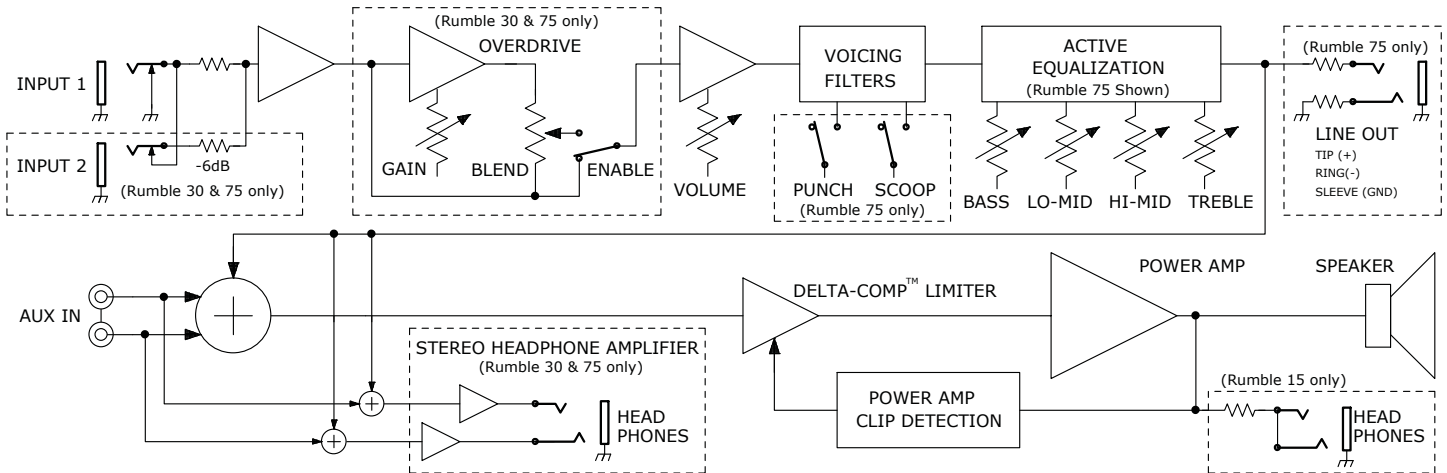 (Rumble 30 & 75 only)
OVERDRIVE
INPUT 1
INPUT 2
-6dB
(Rumble 30 & 75 only)
GAIN
BLEND
ENABLE
VOLUME
VOICING
FILTERS
PUNCH
SCOOP
(Rumble 75 only)
ACTIVE
EQUALIZATION
(Rumble 75 Shown)
BASS
LO-MID
HI-MID
TREBLE
(Rumble 75 only)
LINE OUT
TIP (+)
RING(-)
SLEEVE (GND)
AUX IN
STEREO HEADPHONE AMPLIFIER
(Rumble 30 & 75 only)
HEAD
PHONES
DELTA-COMP™ LIMITER
POWER AMP
SPEAKER
POWER AMP
CLIP DETECTION
(Rumble 15 only)
HEAD
PHONES